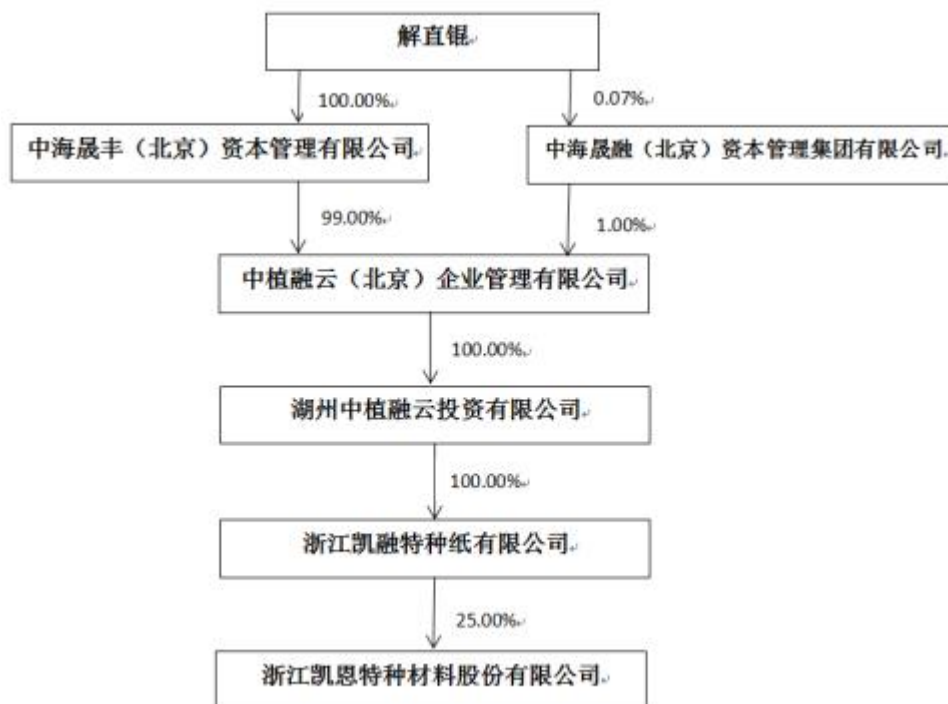 解直锟
100.00%
0.07%
中海晟丰（北京）资本管理有限公司
中海晟融（北京）资本管理集团有限公司
99.00%
1.00%
中植融云（北京）企业管理有限公司
100.00%
湖州中植融云投资有限公司
100.00%
浙江凯融特种纸有限公司
25.00%
浙江凯恩特种材料股份有限公司